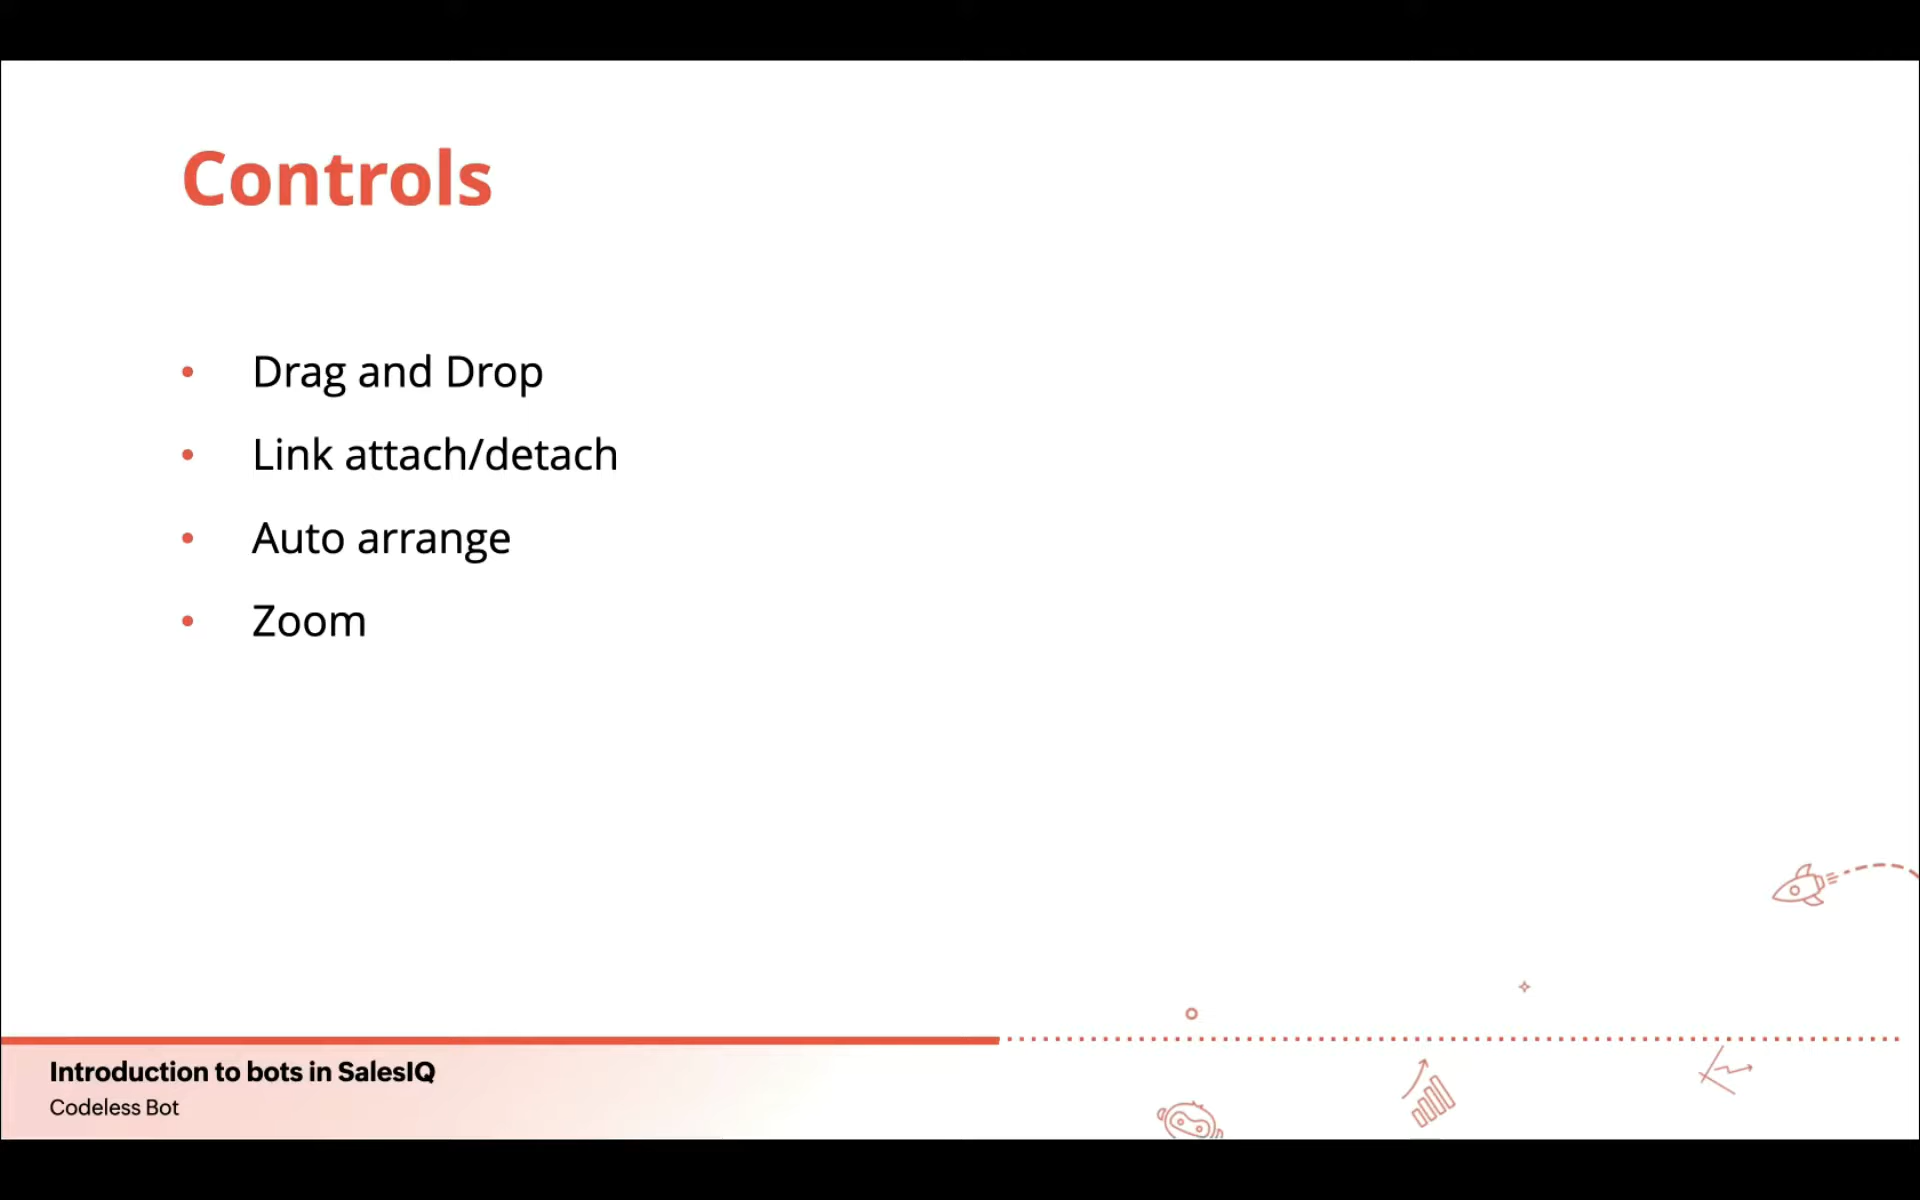 Controls
• Drag and Drop
• Link attach/detach
• Auto arrange
• Zoom
Introduction to bots in SalesIQ
Codeless Bot